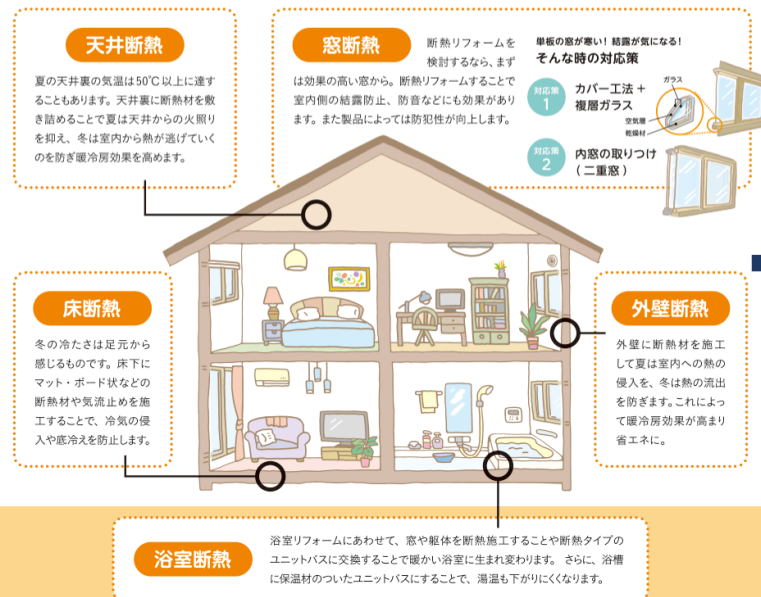 天井断熱
夏の天井裏の気温は50℃以上に達す
ることもあります。天井裏に断熱材を敷
き詰めることで夏は天井からの火照り
を抑え、冬は室内から熱が逃げていく
のを防ぎ暖冷房効果を高めます。
窓断熱
断熱リフォームを
検討するなら、まず
は効果の高い窓から。断熱リフォームすることで
室内側の結露防止、防音などにも効果があり
ます。また製品によっては防犯性が向上します。
単板の窓が寒い！結露が気になる！
そんな時の対応策
対応策
1
カバー工法＋
複層ガラス
ガラス
空気層
乾燥材
対応策
2
内窓の取りつけ
(二重窓)
床断熱
冬の冷たさは足元から
感じるものです。床下に
マット・ボード状などの
断熱材や気流止めを施
工することで、冷気の侵
入や底冷えを防止します。
外壁断熱
外壁に断熱材を施工
して夏は室内への熱の
侵入を、冬は熱の流出
を防ぎます。これによっ
て暖冷房効果が高まり
省エネに。
浴室断熱
浴室リフォームにあわせて、窓や躯体を断熱施工することや断熱タイプの
ユニットバスに交換することで暖かい浴室に生まれ変わります。さらに、浴槽
に保温材のついたユニットバスにすることで、湯温も下がりにくくなります。